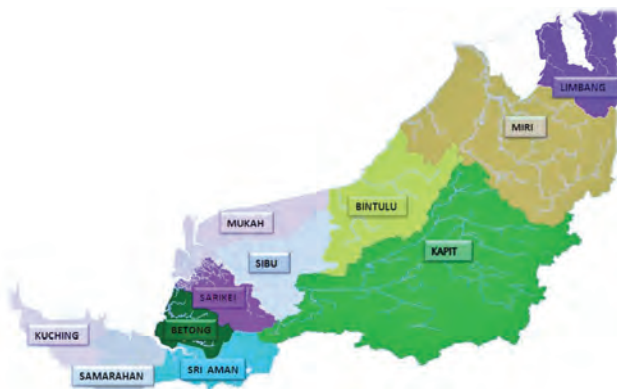 LIMBANG
MIRI
BINTULU
MUKAH
KAPIT
SIBU
SARIKEI
BETONG
KUCHING
SRI AMAN
SAMARAHAN